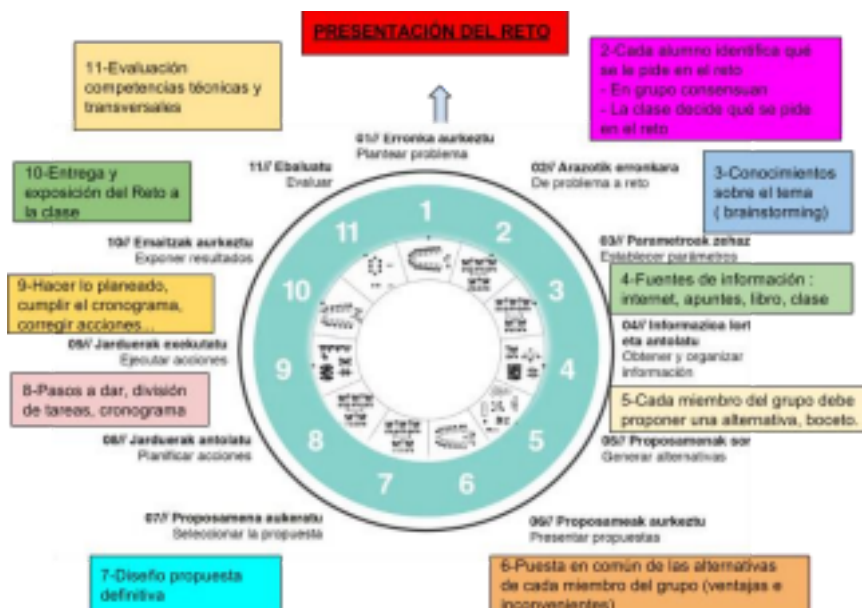 PRESENTACIÓN DEL RETO
11-Evaluación
competencias técnicas y
transversales
2-Cada alumno identifica qué
se le pide en el reto
- En grupo consensuan
- La clase decide qué se pide
en el reto
01// Erronka aurkeztu
Plantear problema
11// Ebaluatu
Evaluar
02// Arazotik erronkara
De problema a reto
10-Entrega y
exposición del Reto a
la clase
3-Conocimientos
sobre el tema
( brainstorming)
10// Emaitzak aurkeztu
Exponer resultados
03// Parametroak zehaz
Establecer parámetros
9-Hacer lo planeado,
cumplir el cronograma,
corregir acciones...
4-Fuentes de información :
internet, apuntes, libro, clase
09// Jarduerak exekutatu
Ejecutar acciones
04// Informazioa lort
eta antolatu
Obtener y organizar
información
8-Pasos a dar, división
de tareas, cronograma
5-Cada miembro del grupo debe
proponer una alternativa, boceto.
08// Jarduerak antolatu
Planificar acciones
05// Proposamenak sor
Generar alternativas
07// Proposamena aukeratu
Seleccionar la propuesta
06// Proposameak aurkeztu
Presentar propuestas
7-Diseño propuesta
definitiva
6-Puesta en común de las alternativas
de cada miembro del grupo (ventajas e
inconvenientes)
1
2
3
4
5
6
7
8
9
10
11